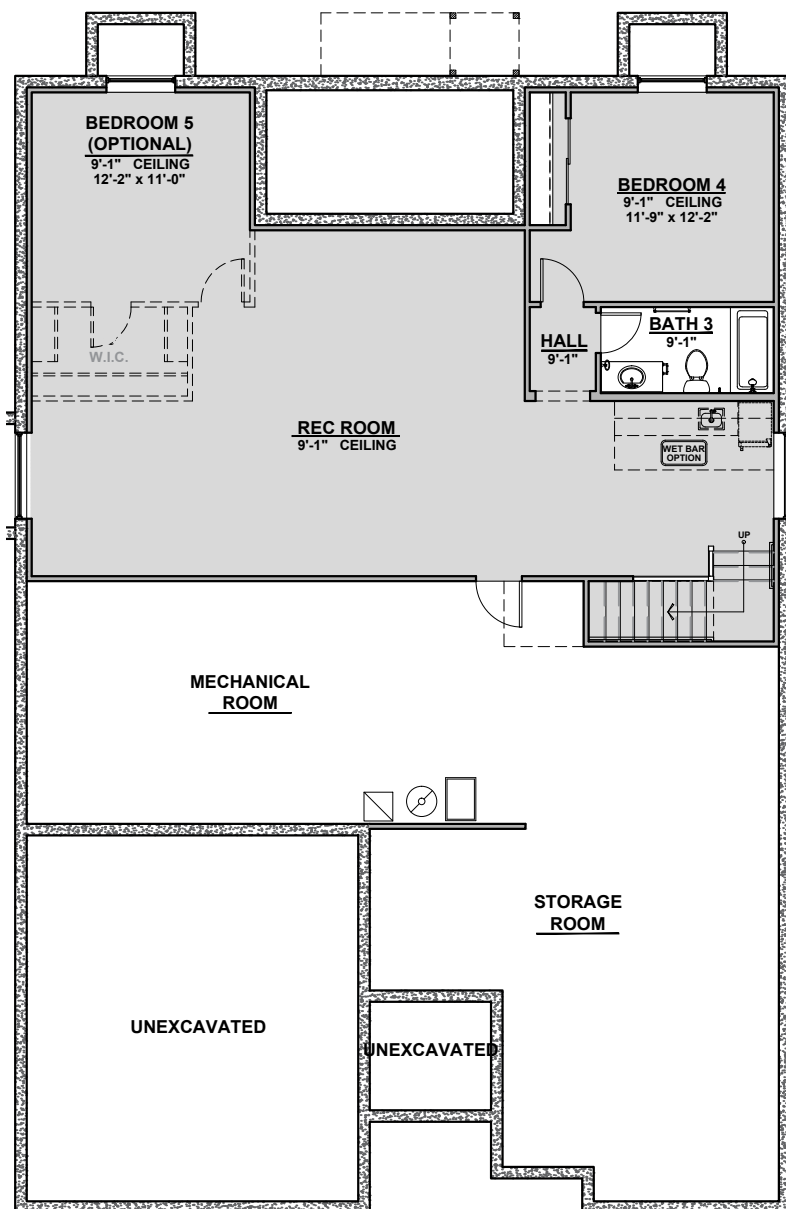 BEDROOM 5
(OPTIONAL)
9'-1" CEILING
12'-2" x 11'-0"
BEDROOM 4
9'-1" CEILING
11'-9" x 12'-2"
W.I.C.
HALL
9'-1"
BATH 3
9'-1"
REC ROOM
9'-1" CEILING
WET BAR
OPTION
UP
MECHANICAL
ROOM
STORAGE
ROOM
UNEXCAVATED
UNEXCAVATED